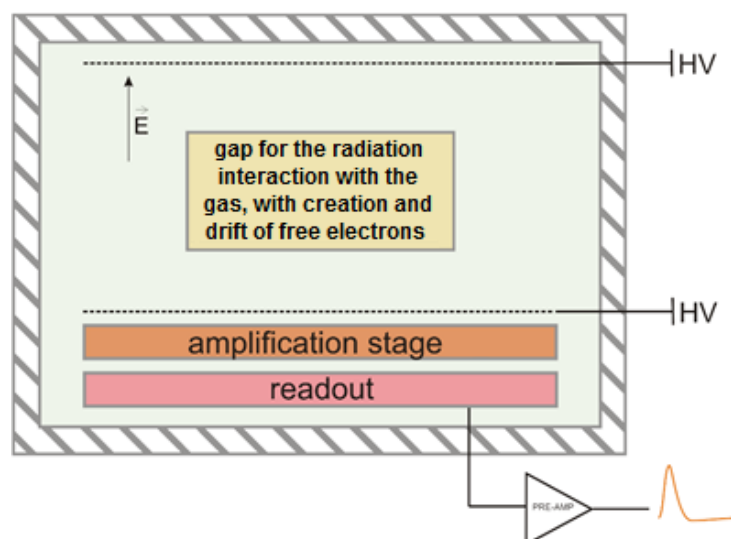 HV
E
gap for the radiation
interaction with the
gas, with creation and
drift of free electrons
HV
amplification stage
readout
PRE-AMP